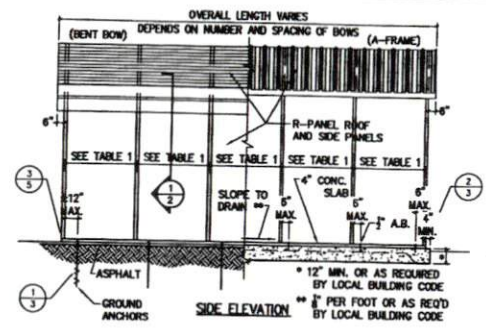 OVERALL LENGTH VARIES
DEPENDS ON NUMBER AND SPACING OF BOWS
(BENT BOW)
(A-FRAME)
6"
6"
R-PANEL ROOF
AND SIDE PANELS
SEE TABLE 1
SEE TABLE 1
SEE TABLE 1
SEE TABLE 1
SEE TABLE 1
3
5
12"
MAX.
1
2
SLOPE TO
DRAIN **
4" CONC.
SLAB
6"
MAX.
6"
MAX.
A.B.
6"
MAX.
4"
MIN.
2
3
*
ASPHALT
1
3
GROUND
ANCHORS
SIDE ELEVATION
* 12" MIN. OR AS REQUIRED
BY LOCAL BUILDING CODE
** PER FOOT OR AS REQ'D
BY LOCAL BUILDING CODE